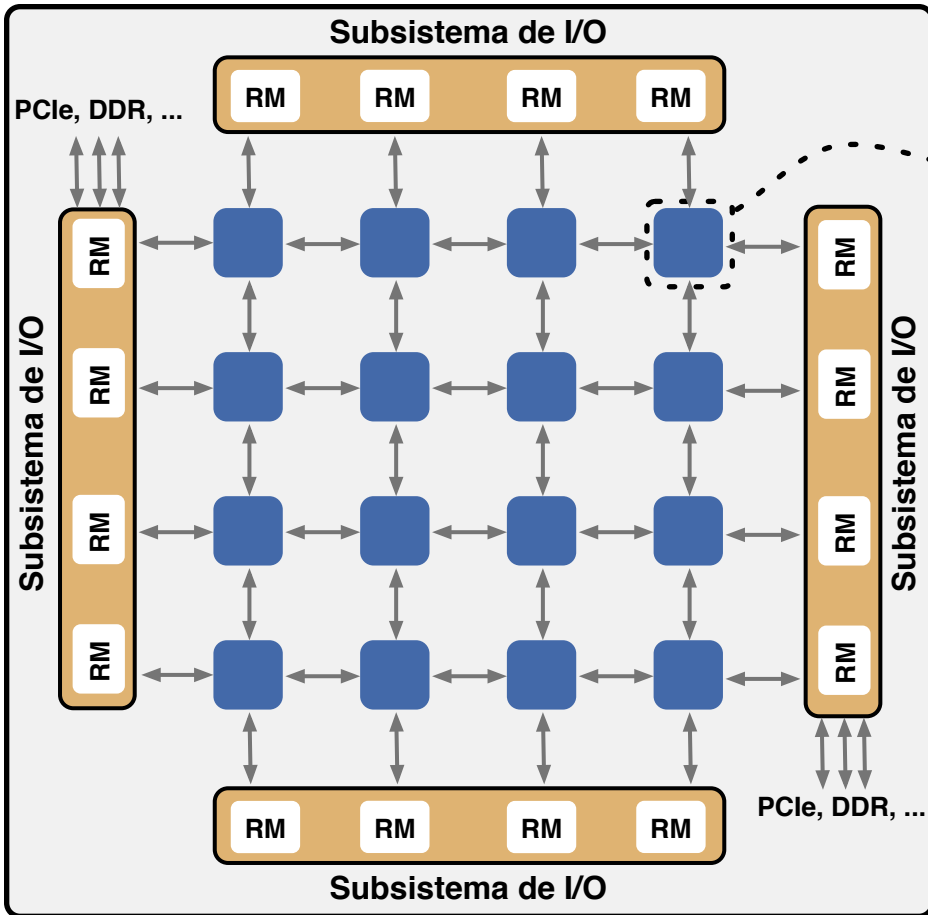 Subsistema de I/O
RM RM RM RM
PCIe, DDR, ...
Subsistema de I/O
RM
RM
RM
RM
RM
RM
RM
RM
Subsistema de I/O
PCIe, DDR, ...
RM RM RM RM
Subsistema de I/O